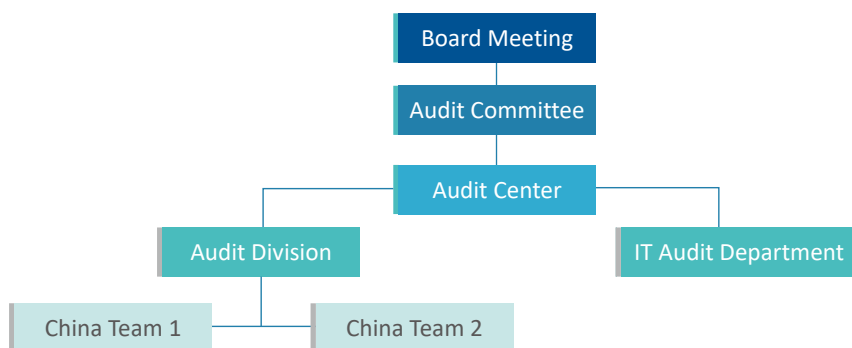 Board Meeting
Audit Committee
Audit Center
Audit Division
IT Audit Department
China Team 1
China Team 2